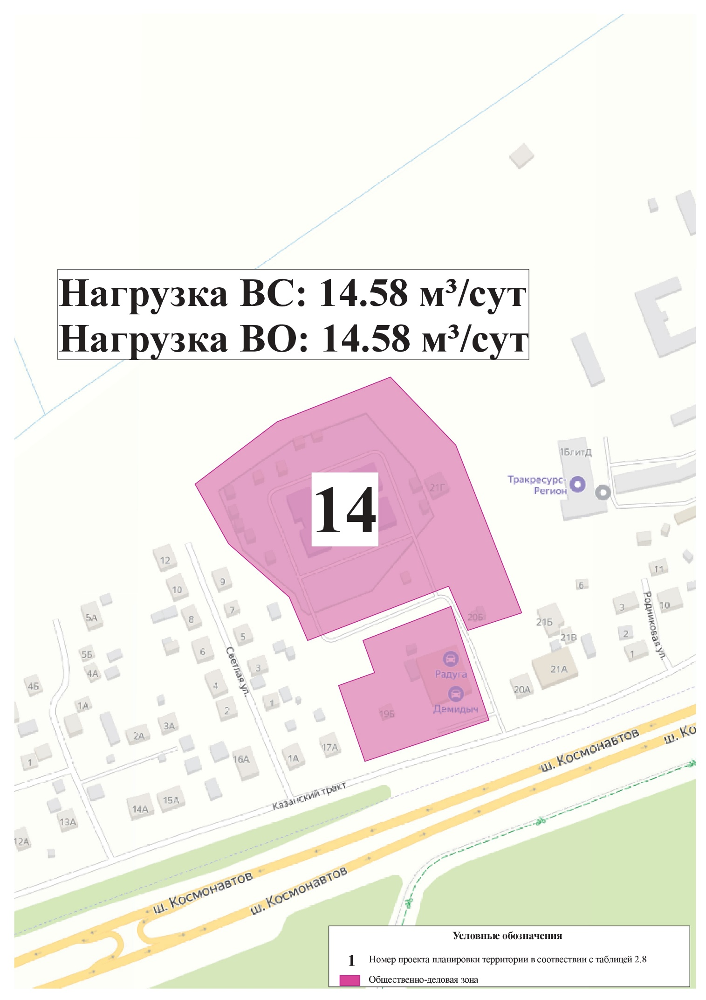 Нагрузка ВС: 14.58 м³/сут
Нагрузка ВО: 14.58 м³/сут
1БлитД
Тракресурс-
Регион
21Г
14
12
9
11
10
6
7
5А
8
20Б
3
10
Родниковая ул.
21Б
5
2
21В
6
5Б
1
Светлая ул.
3
Радуга
21А
4А
4Б
4
20А
1А
1
2
Демидыч
19Б
3А
2А
17А
1
16А
1А
ш. Космонавтов
ш. Ко
Казанский тракт
15А
14А
13А
12А
ш. Космонавтов
ш. Космонавтов
Условные обозначения
1 Номер проекта планировки территории в соотвествии с таблицей 2.8
Общественно-деловая зона